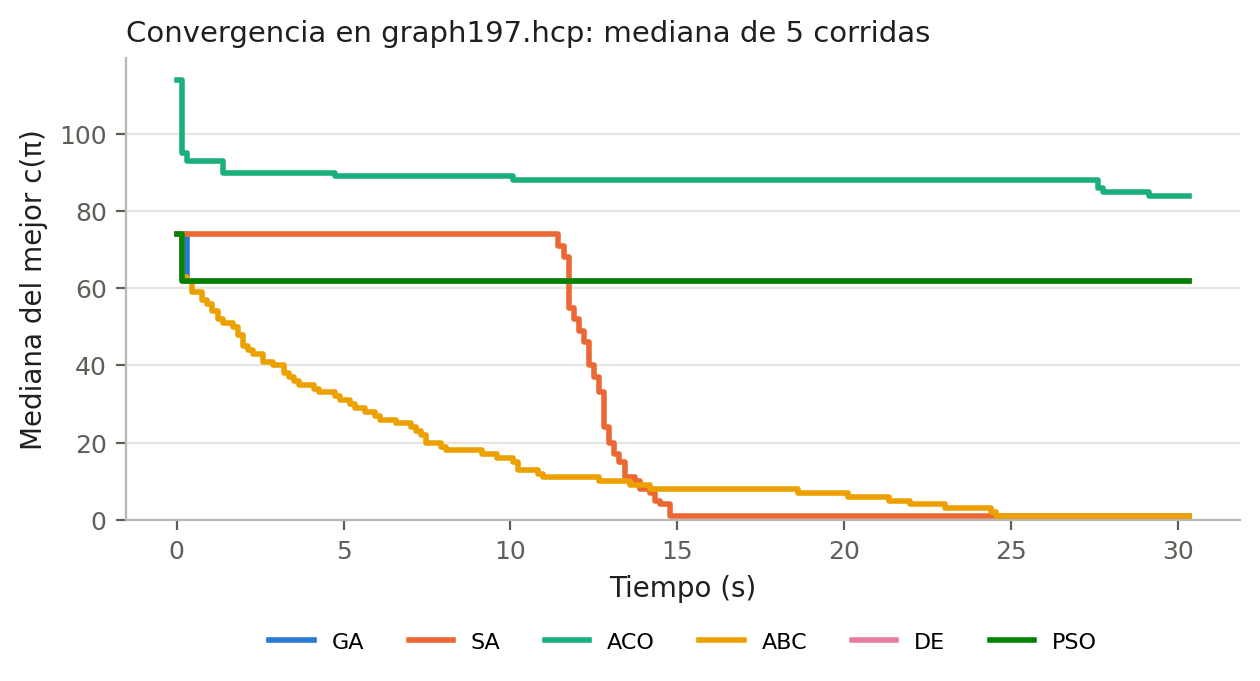 Convergencia en graph197.hcp: mediana de 5 corridas
Mediana del mejor c(π)
100
80
60
40
20
0
0 5 10 15 20 25 30
Tiempo (s)
GA SA ACO ABC DE PSO